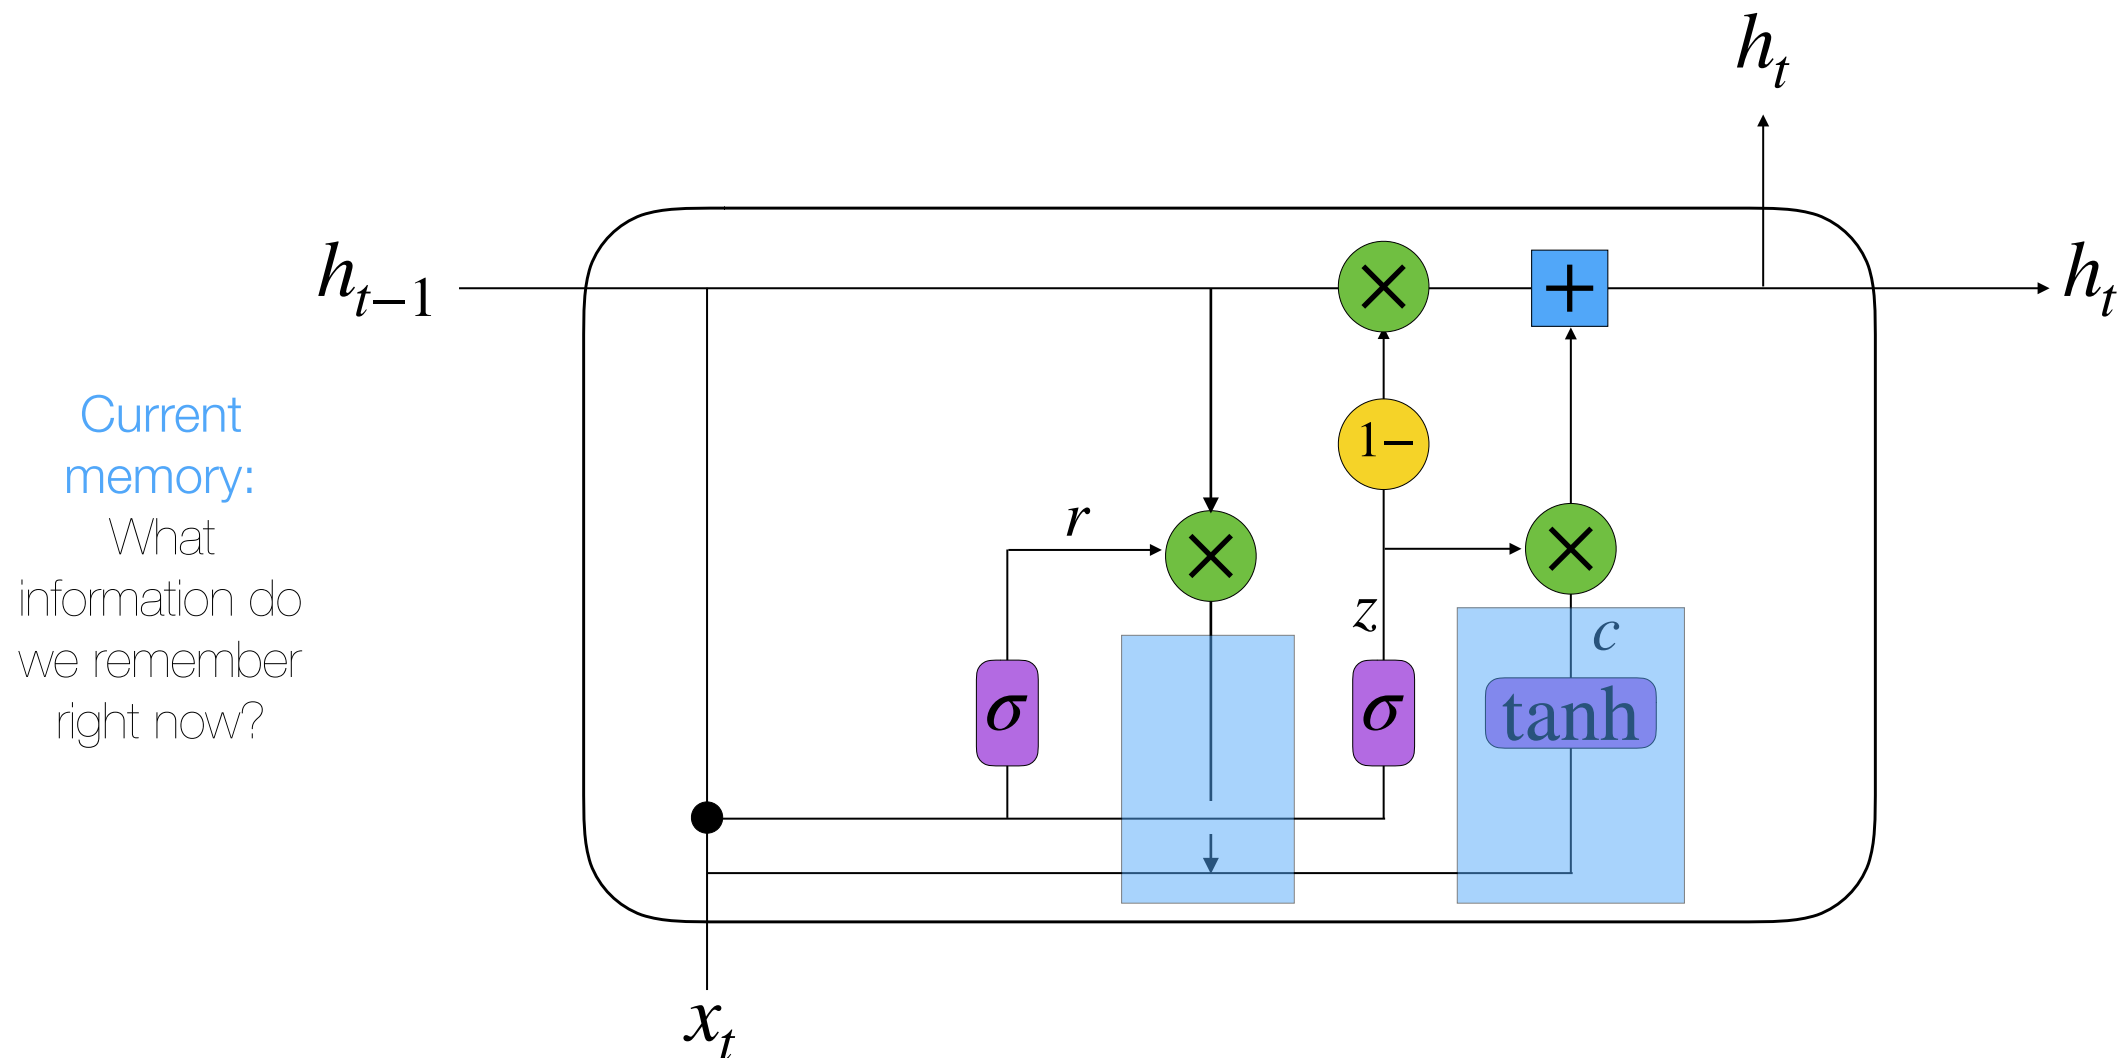 h_t
h_{t-1}
×
+
h_t
Current
memory:
What
information do
we remember
right now?
1−
r
×
×
z
c
σ
σ
tanh
x_t